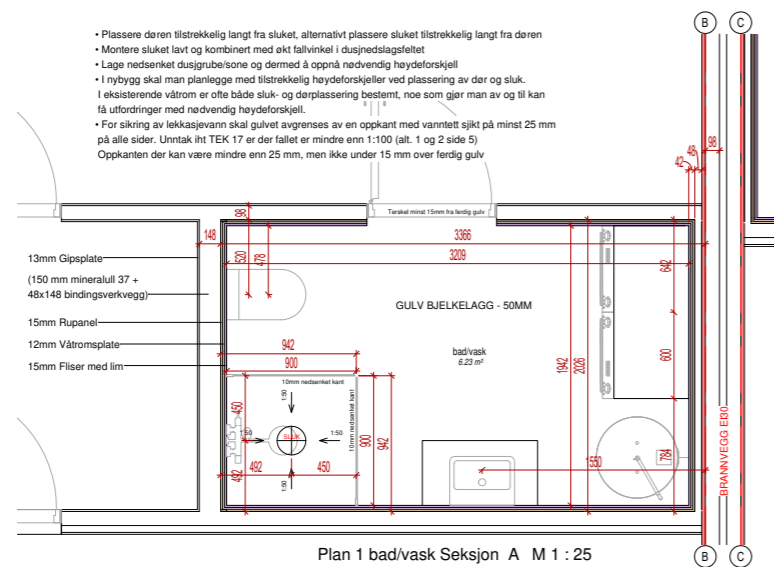 • Plassere døren tilstrekkelig langt fra sluket, alternativt plassere sluket tilstrekkelig langt fra døren
• Montere sluket lavt og kombinert med økt fallvinkel i dusjnedslagsfeltet
• Lage nedsenket dusjgrube/sone og dermed å oppnå nødvendig høydeforskjell
• I nybygg skal man planlegge med tilstrekkelig høydeforskjeller ved plassering av dør og sluk.
I eksisterende våtrom er ofte både sluk- og dørplassering bestemt, noe som gjør man av og til kan
få utfordringer med nødvendig høydeforskjell.
• For sikring av lekkasjevann skal gulvet avgrenses av en oppkant med vanntett sjikt på minst 25 mm
på alle sider. Unntak iht TEK 17 er der fallet er mindre enn 1:100 (alt. 1 og 2 side 5)
Oppkanten der kan være mindre enn 25 mm, men ikke under 15 mm over ferdig gulv
B
C
98
48
42
98
Terskel minst 15mm fra ferdig gulv
148
3366
3209
520
478
642
13mm Gipsplate
(150 mm mineralull 37 +
48x148 bindingsverkvegg)
15mm Rupanel
12mm Våtromsplate
15mm Fliser med lim
GULV BJELKELAGG - 50MM
bad/vask
6.23 m²
1942
2026
600
942
900
10mm nedsenket kant
10mm nedsenket kant
1:50
1:50
1:50
1:50
SLUK
450
492
492
450
900
942
1550
784
BRANNVEGG EI30
Plan 1 bad/vask Seksjon A M 1 : 25
B
C